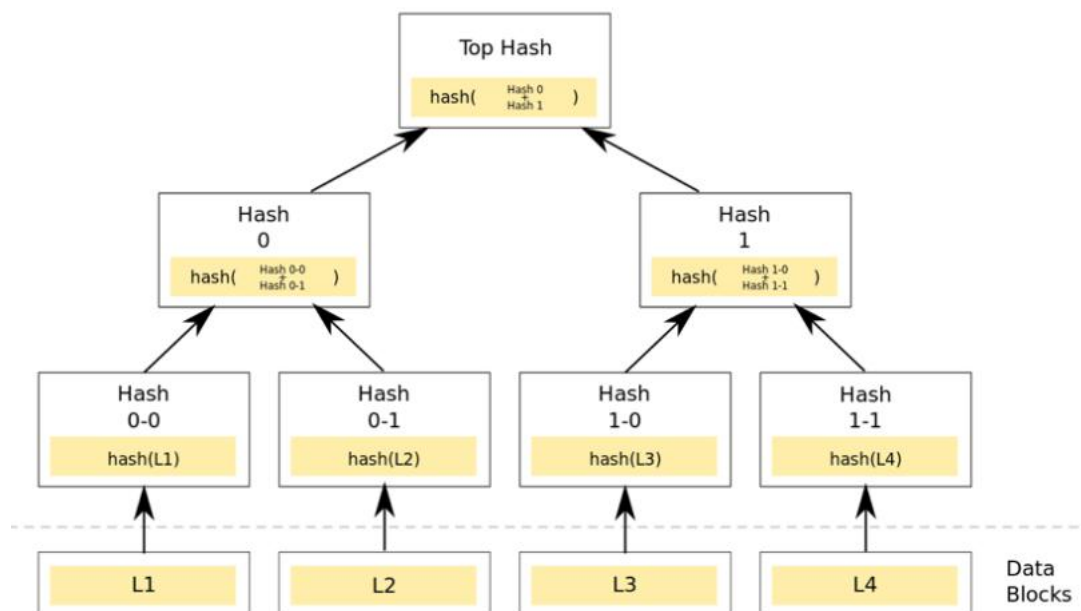 Top Hash
hash( Hash 0 + Hash 1 )
Hash
0
hash( Hash 0-0 + Hash 0-1 )
Hash
1
hash( Hash 1-0 + Hash 1-1 )
Hash
0-0
hash(L1)
Hash
0-1
hash(L2)
Hash
1-0
hash(L3)
Hash
1-1
hash(L4)
L1
L2
L3
L4
Data
Blocks